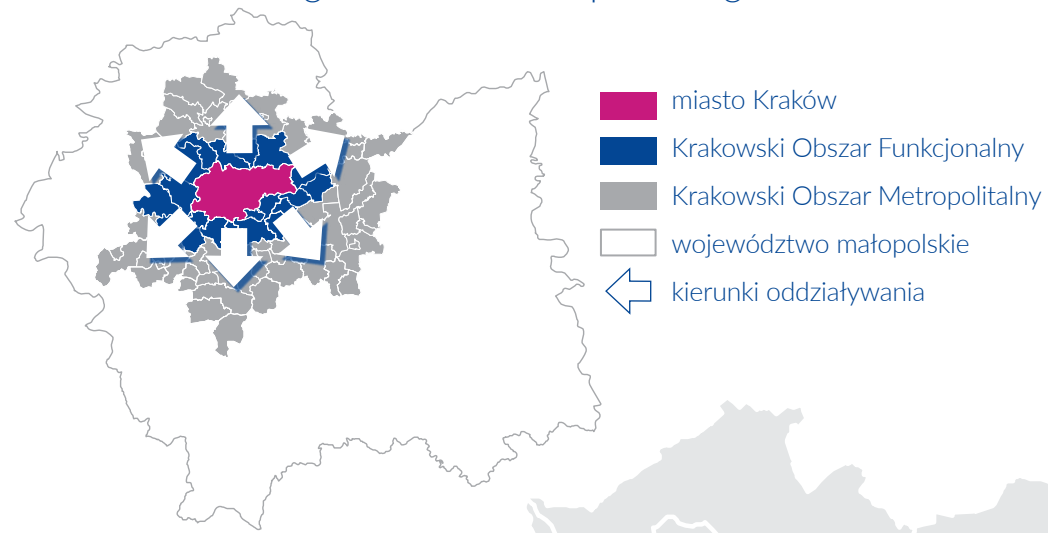 miasto Kraków
Krakowski Obszar Funkcjonalny
Krakowski Obszar Metropolitalny
województwo małopolskie
kierunki oddziaływania